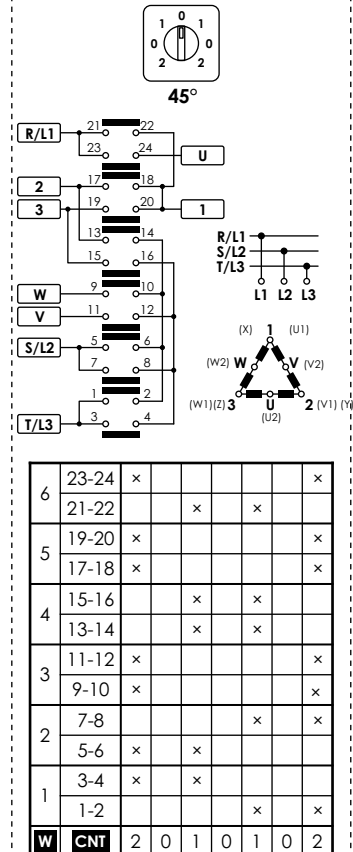 0
1 1
0 0
2 2
45°
R/L1 21 22
23 24 U
2 17 18
3 19 20 1
13 14
15 16
W 9 10
V 11 12
S/L2 5 6
7 8
1 2
T/L3 3 4
R/L1
S/L2
T/L3
L1 L2 L3
(X) 1 (U1)
(W2) W V (V2)
(W1)(Z) 3 U 2 (V1) (Y)
(U2)
6 23-24 × ×
21-22 × ×
5 19-20 × ×
17-18 × ×
4 15-16 × ×
13-14 × ×
3 11-12 × ×
9-10 × ×
2 7-8 × ×
5-6 × ×
1 3-4 × ×
1-2 × ×
W CNT 2 0 1 0 1 0 2